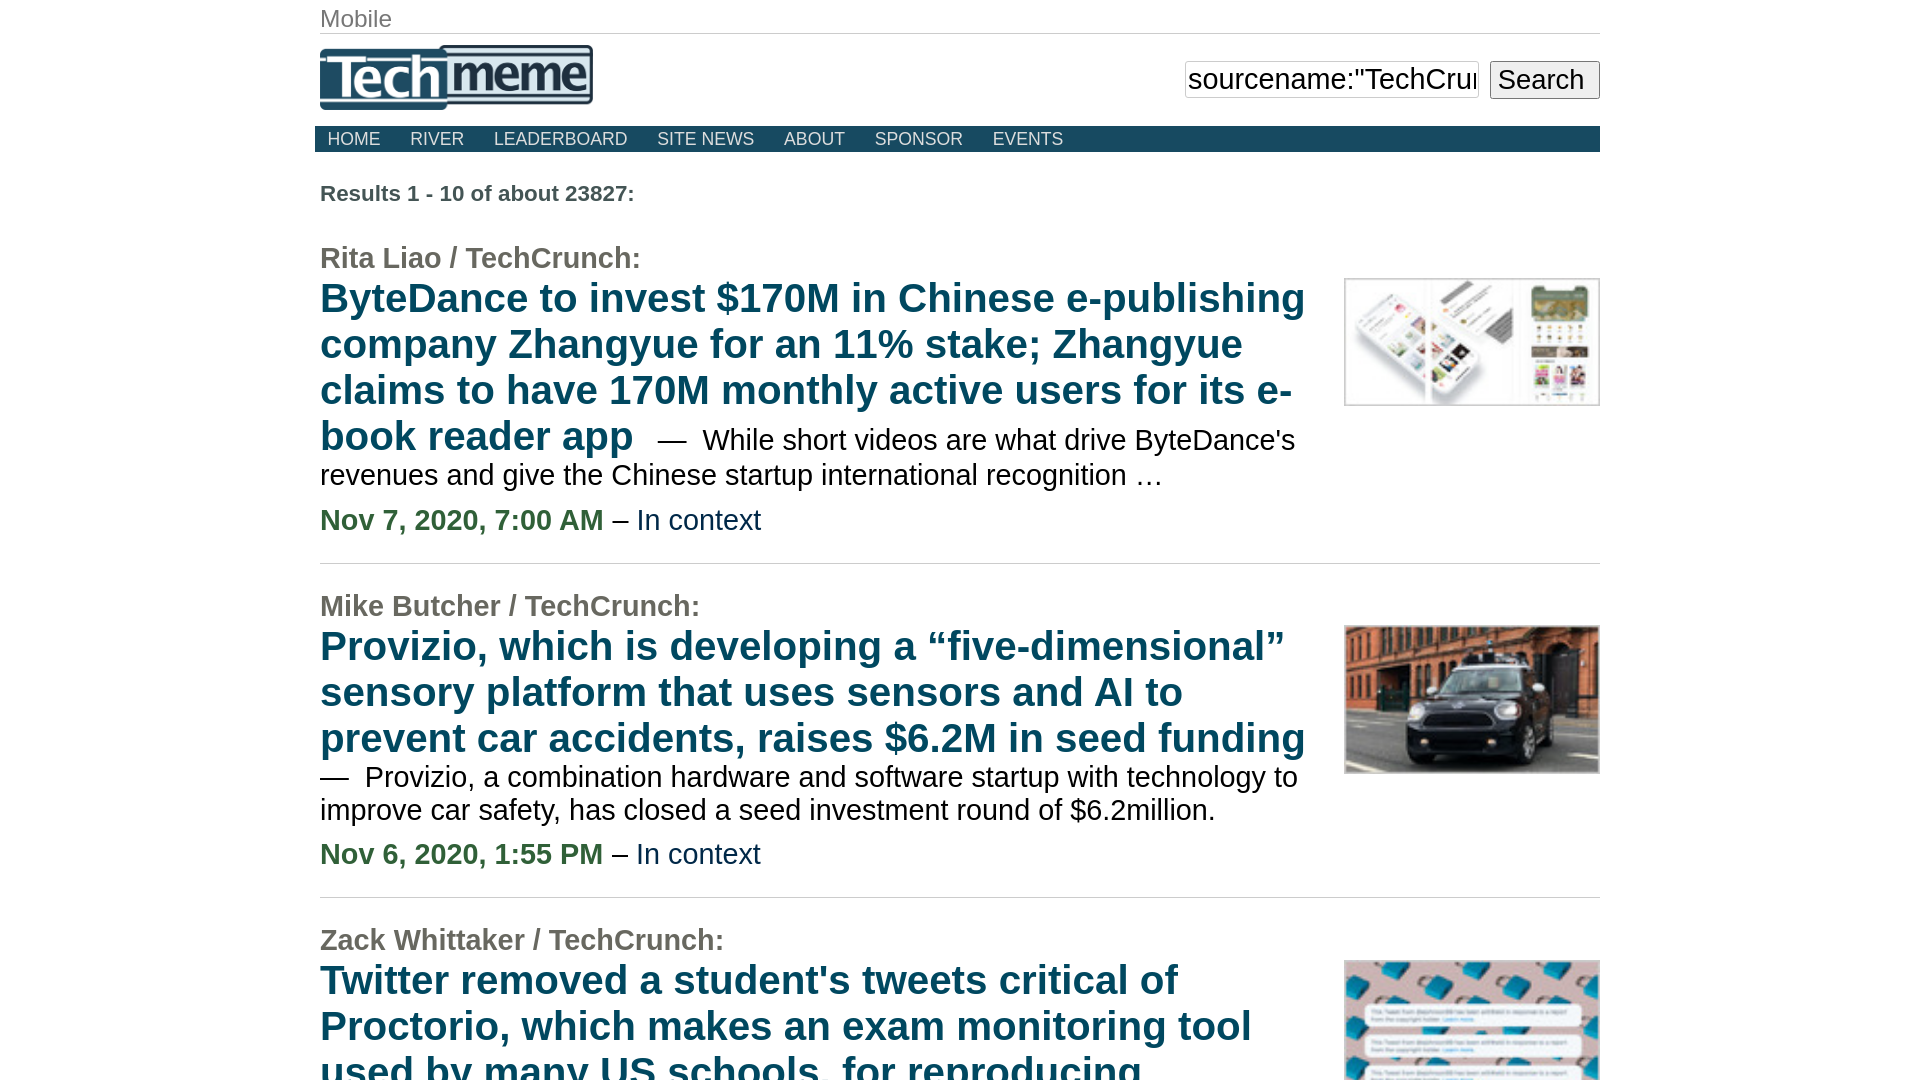 Mobile
Tech meme
sourcename:"TechCrun
Search
HOME RIVER LEADERBOARD SITE NEWS ABOUT SPONSOR EVENTS
Results 1 - 10 of about 23827:
Rita Liao / TechCrunch:
ByteDance to invest $170M in Chinese e-publishing
company Zhangyue for an 11% stake; Zhangyue
claims to have 170M monthly active users for its e-
book reader app — While short videos are what drive ByteDance's
revenues and give the Chinese startup international recognition …
Nov 7, 2020, 7:00 AM – In context
Mike Butcher / TechCrunch:
Provizio, which is developing a “five-dimensional”
sensory platform that uses sensors and AI to
prevent car accidents, raises $6.2M in seed funding
— Provizio, a combination hardware and software startup with technology to
improve car safety, has closed a seed investment round of $6.2million.
Nov 6, 2020, 1:55 PM – In context
Zack Whittaker / TechCrunch:
Twitter removed a student's tweets critical of
Proctorio, which makes an exam monitoring tool
used by many US schools, for reproducing